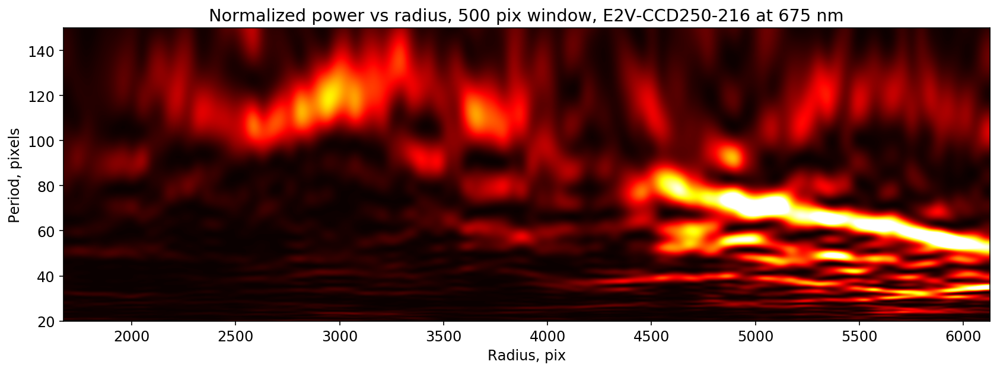 Normalized power vs radius, 500 pix window, E2V-CCD250-216 at 675 nm
Period, pixels
140
120
100
80
60
40
20
2000 2500 3000 3500 4000 4500 5000 5500 6000
Radius, pix